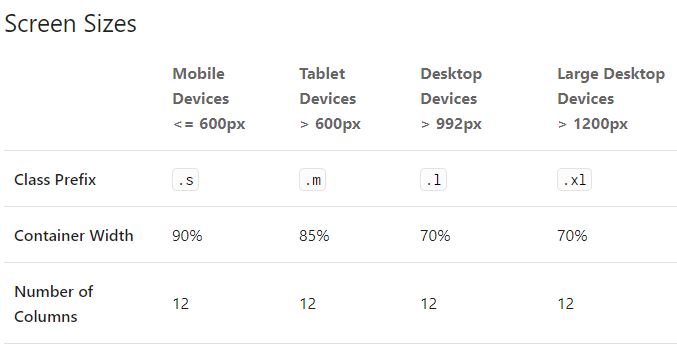 Screen Sizes
Mobile Devices <= 600px
Tablet Devices > 600px
Desktop Devices > 992px
Large Desktop Devices > 1200px
Class Prefix .s .m .l .xl
Container Width 90% 85% 70% 70%
Number of Columns 12 12 12 12